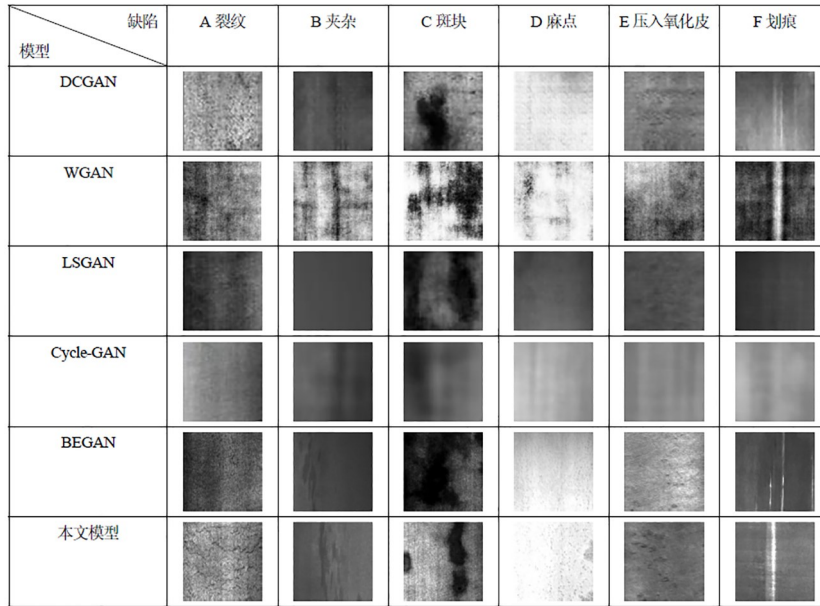 缺陷
模型
A 裂纹
B 夹杂
C 斑块
D 麻点
E 压入氧化皮
F 划痕
DCGAN
WGAN
LSGAN
Cycle-GAN
BEGAN
本文模型